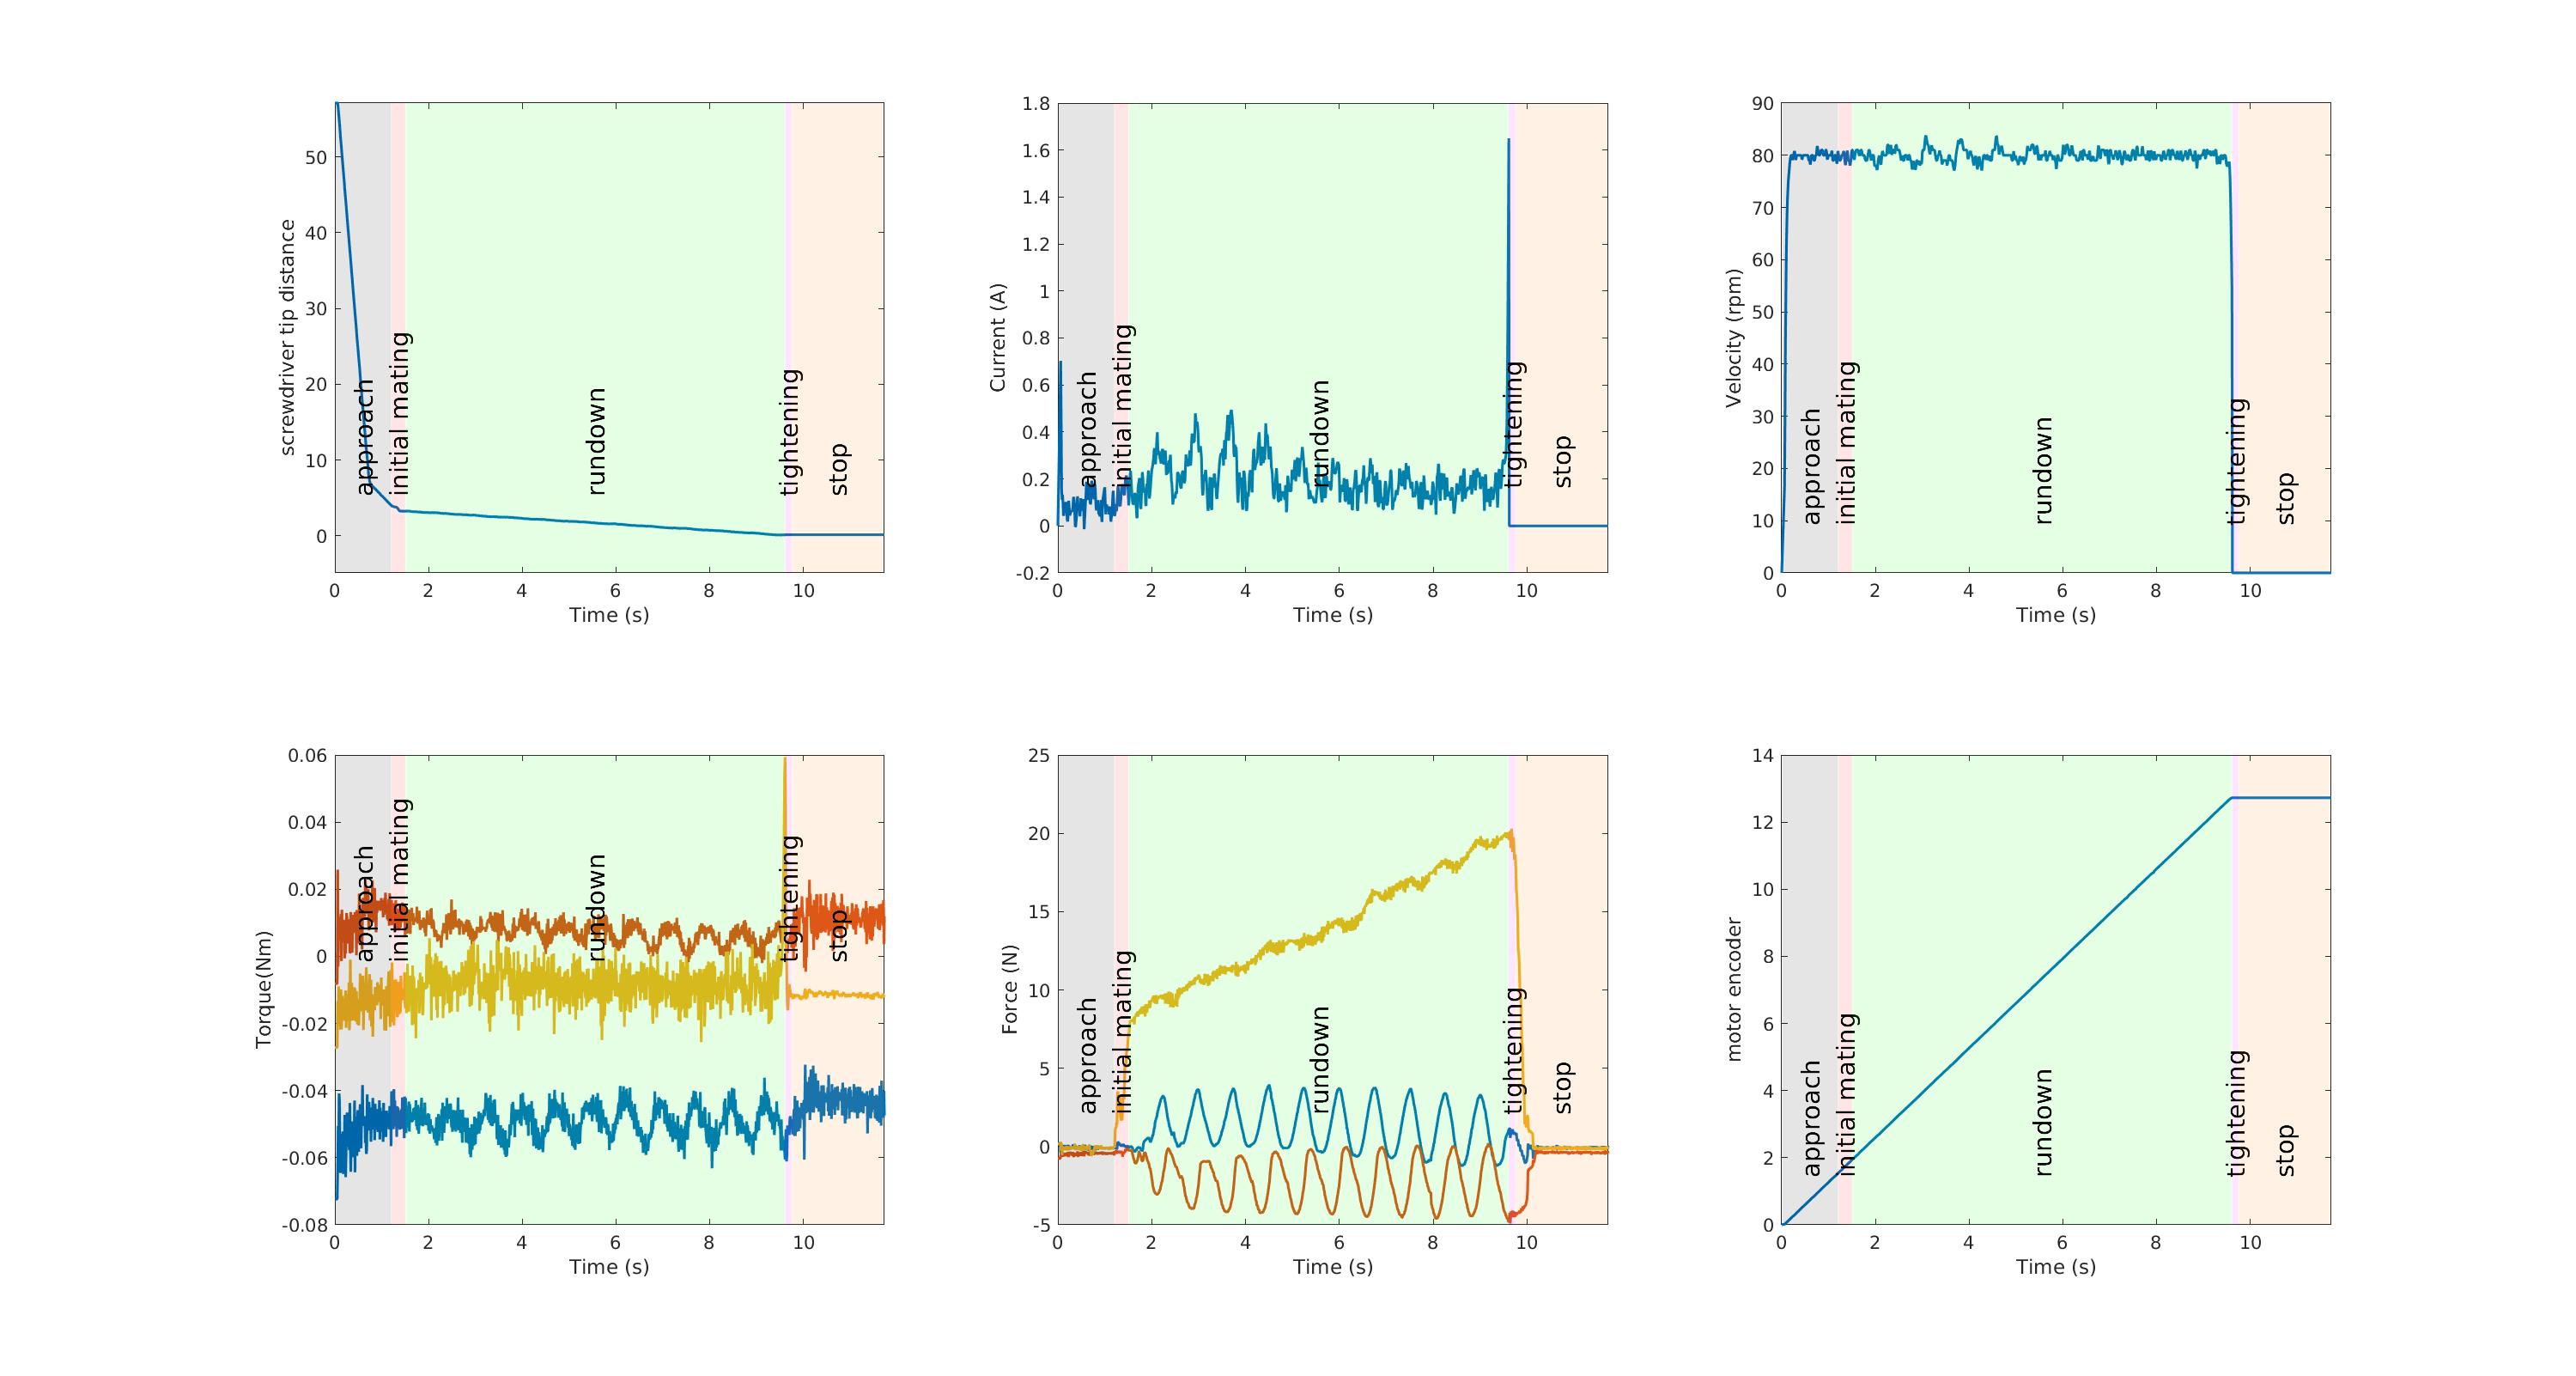 screwdriver tip distance
50
40
30
20
10
0
approach
initial mating
rundown
tightening
stop
0 2 4 6 8 10
Time (s)
Current (A)
1.8
1.6
1.4
1.2
1
0.8
0.6
0.4
0.2
0
-0.2
approach
initial mating
rundown
tightening
stop
0 2 4 6 8 10
Time (s)
Velocity (rpm)
90
80
70
60
50
40
30
20
10
0
approach
initial mating
rundown
tightening
stop
0 2 4 6 8 10
Time (s)
Torque(Nm)
0.06
0.04
0.02
0
-0.02
-0.04
-0.06
-0.08
approach
initial mating
rundown
tightening
stop
0 2 4 6 8 10
Time (s)
Force (N)
25
20
15
10
5
0
-5
approach
initial mating
rundown
tightening
stop
0 2 4 6 8 10
Time (s)
motor encoder
14
12
10
8
6
4
2
0
approach
initial mating
rundown
tightening
stop
0 2 4 6 8 10
Time (s)